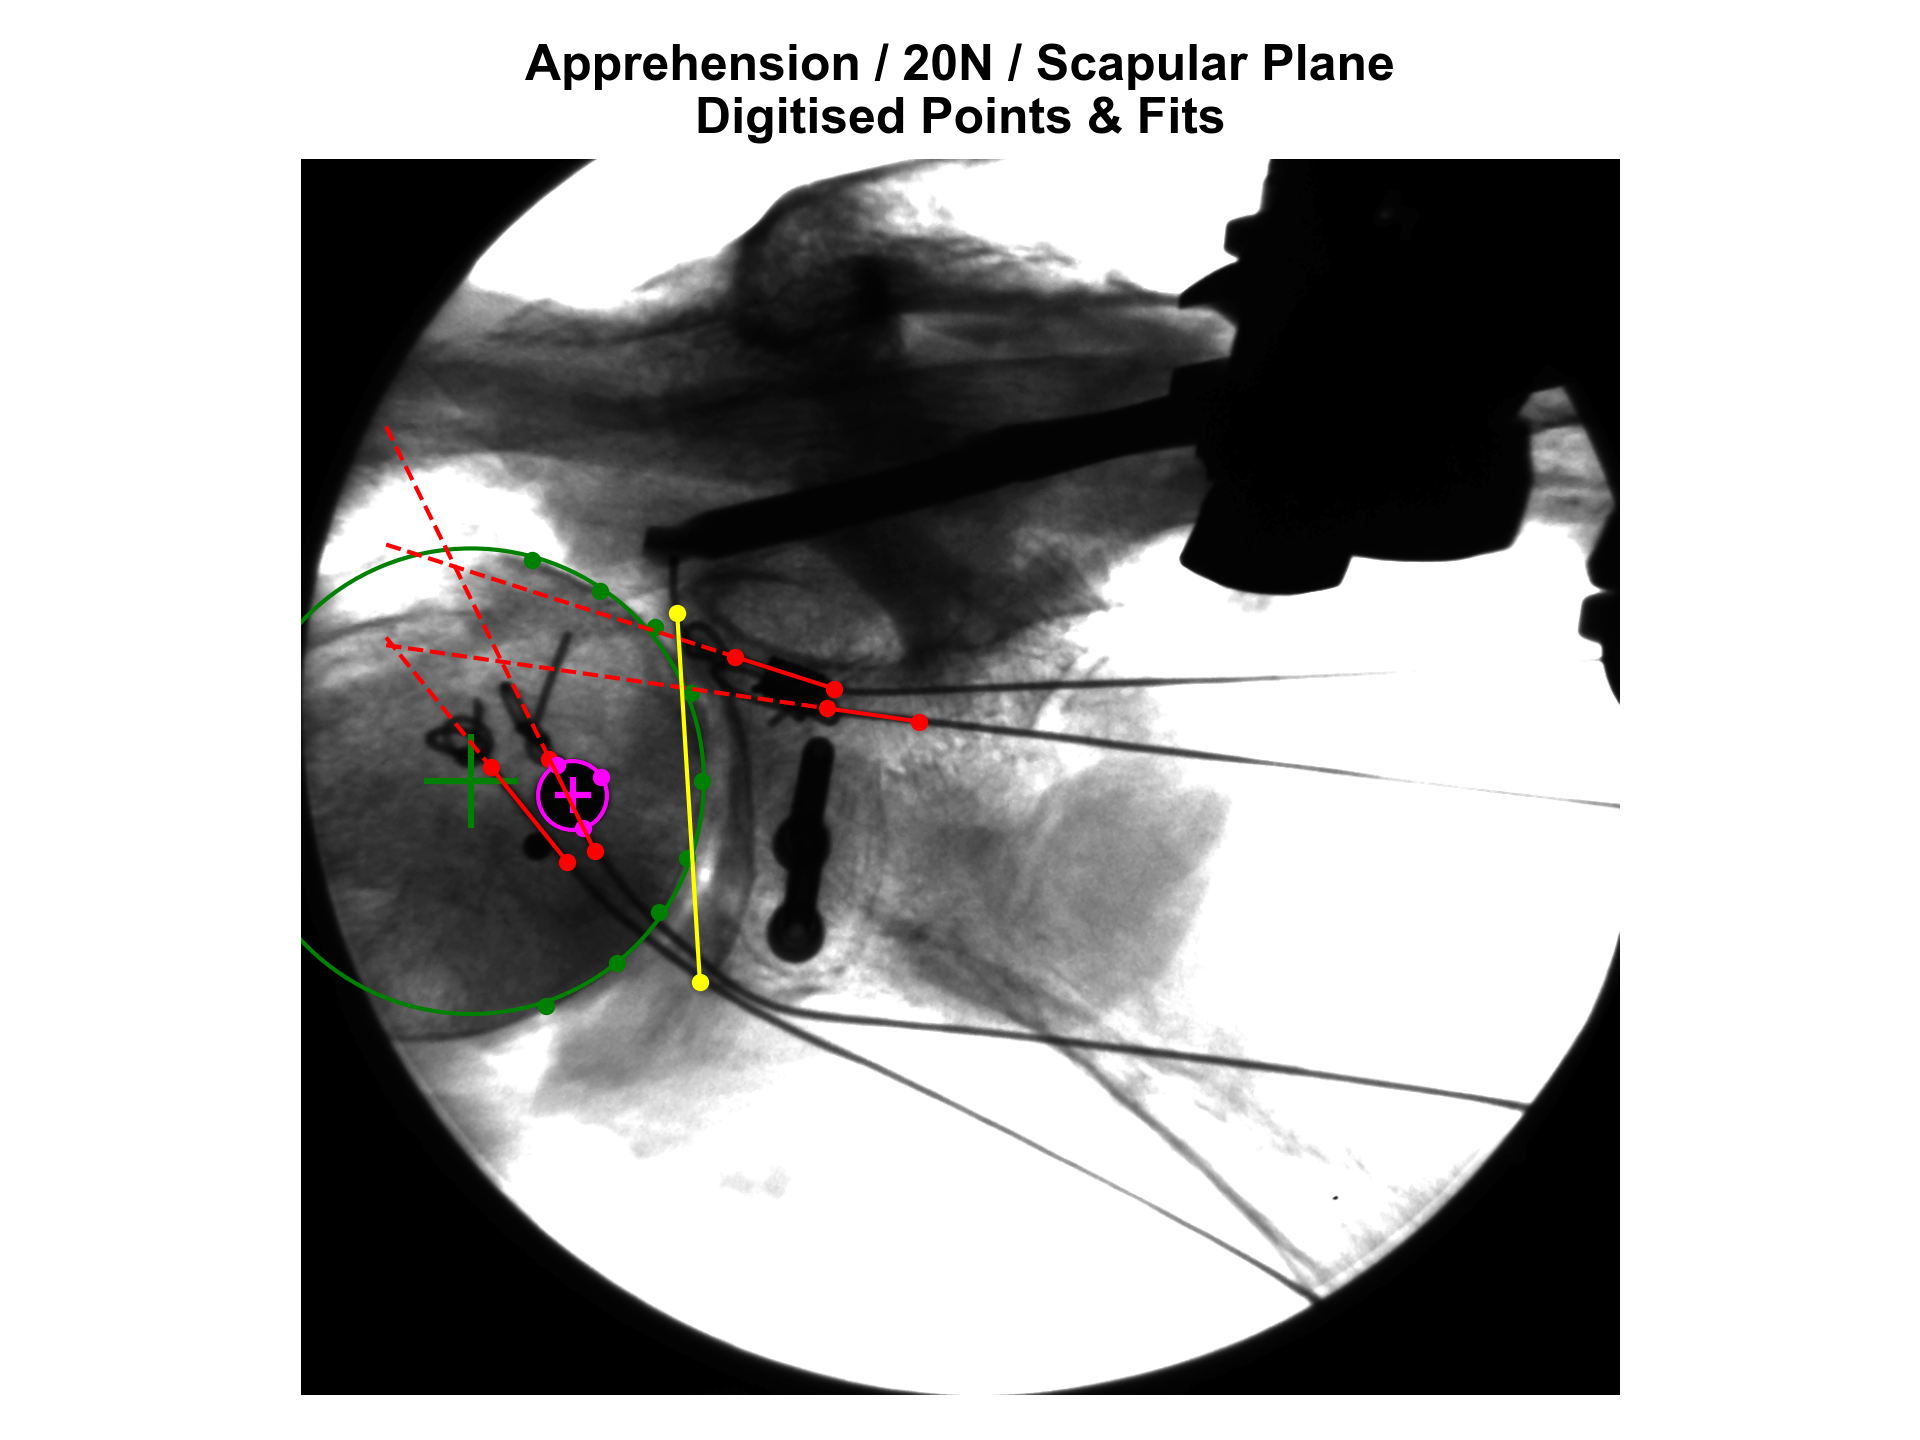 Apprehension / 20N / Scapular Plane
Digitised Points & Fits